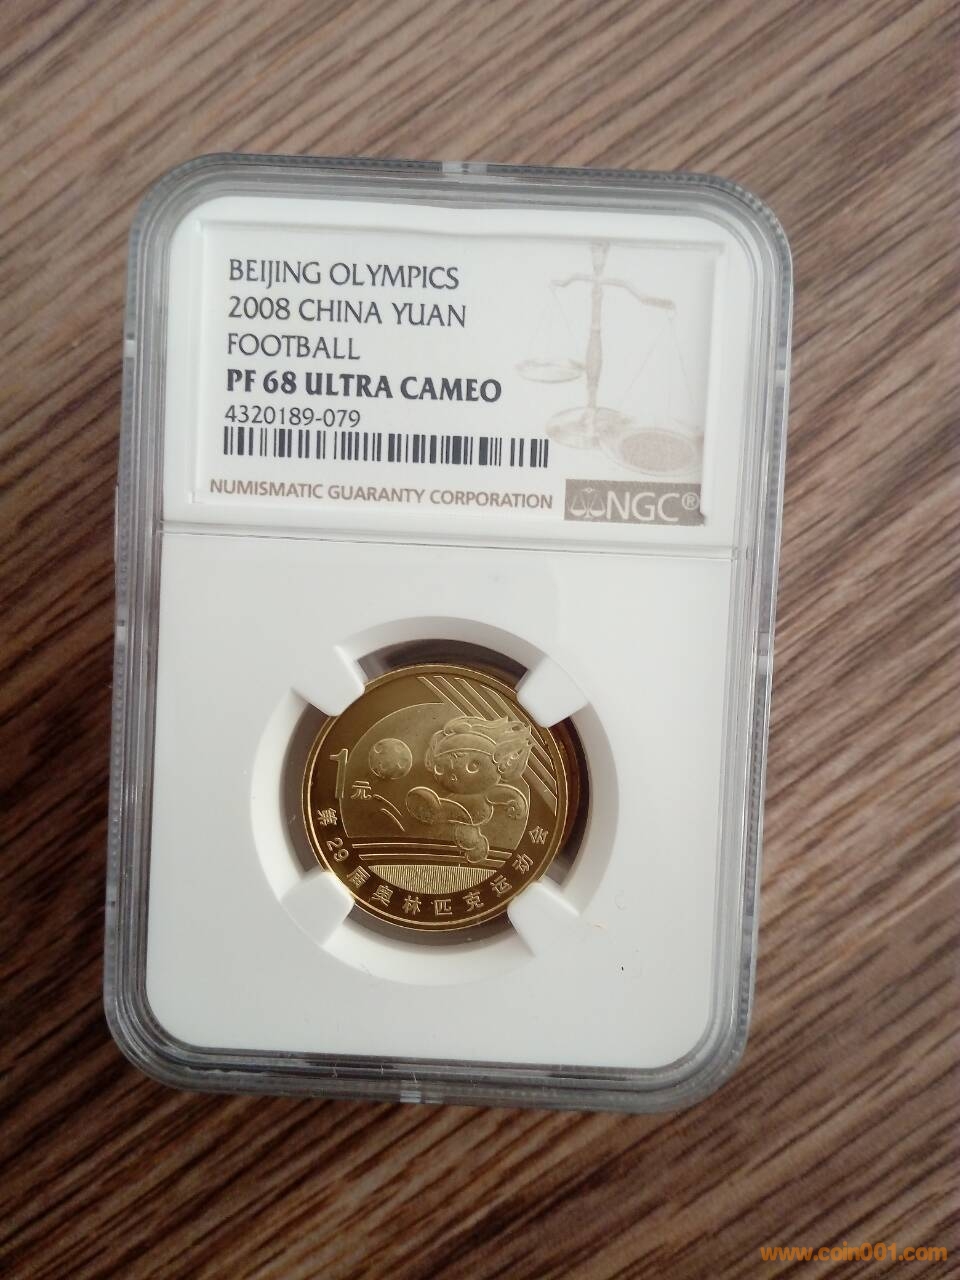 BEIJING OLYMPICS
2008 CHINA YUAN
FOOTBALL
PF 68 ULTRA CAMEO
4320189-079
NUMISMATIC GUARANTY CORPORATION
NGC®
1元
第29届奥林匹克运动会
www.coin001.com